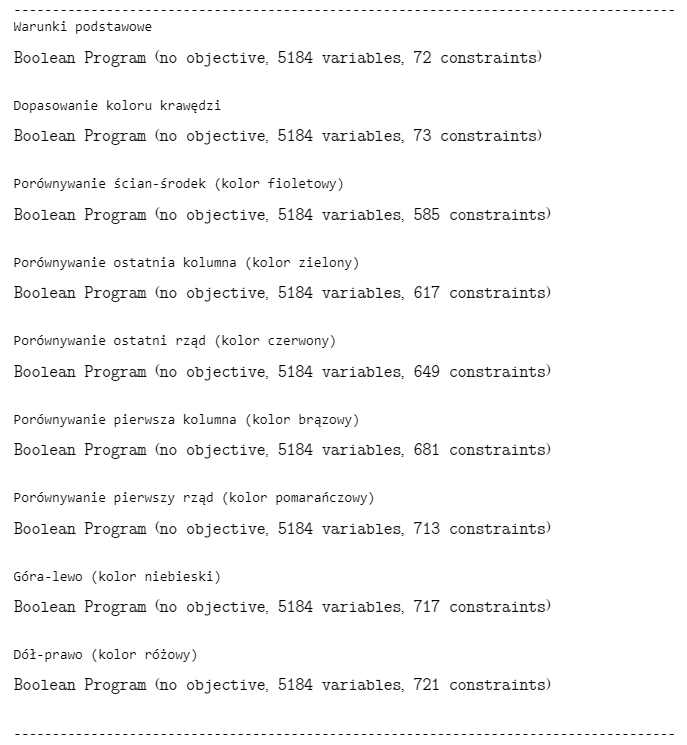 --------------------------------------------------------------------------------------
Warunki podstawowe
Boolean Program (no objective, 5184 variables, 72 constraints)
Dopasowanie koloru krawędzi
Boolean Program (no objective, 5184 variables, 73 constraints)
Porównywanie ścian-środek (kolor fioletowy)
Boolean Program (no objective, 5184 variables, 585 constraints)
Porównywanie ostatnia kolumna (kolor zielony)
Boolean Program (no objective, 5184 variables, 617 constraints)
Porównywanie ostatni rząd (kolor czerwony)
Boolean Program (no objective, 5184 variables, 649 constraints)
Porównywanie pierwsza kolumna (kolor brązowy)
Boolean Program (no objective, 5184 variables, 681 constraints)
Porównywanie pierwszy rząd (kolor pomarańczowy)
Boolean Program (no objective, 5184 variables, 713 constraints)
Góra-lewo (kolor niebieski)
Boolean Program (no objective, 5184 variables, 717 constraints)
Dół-prawo (kolor różowy)
Boolean Program (no objective, 5184 variables, 721 constraints)
--------------------------------------------------------------------------------------